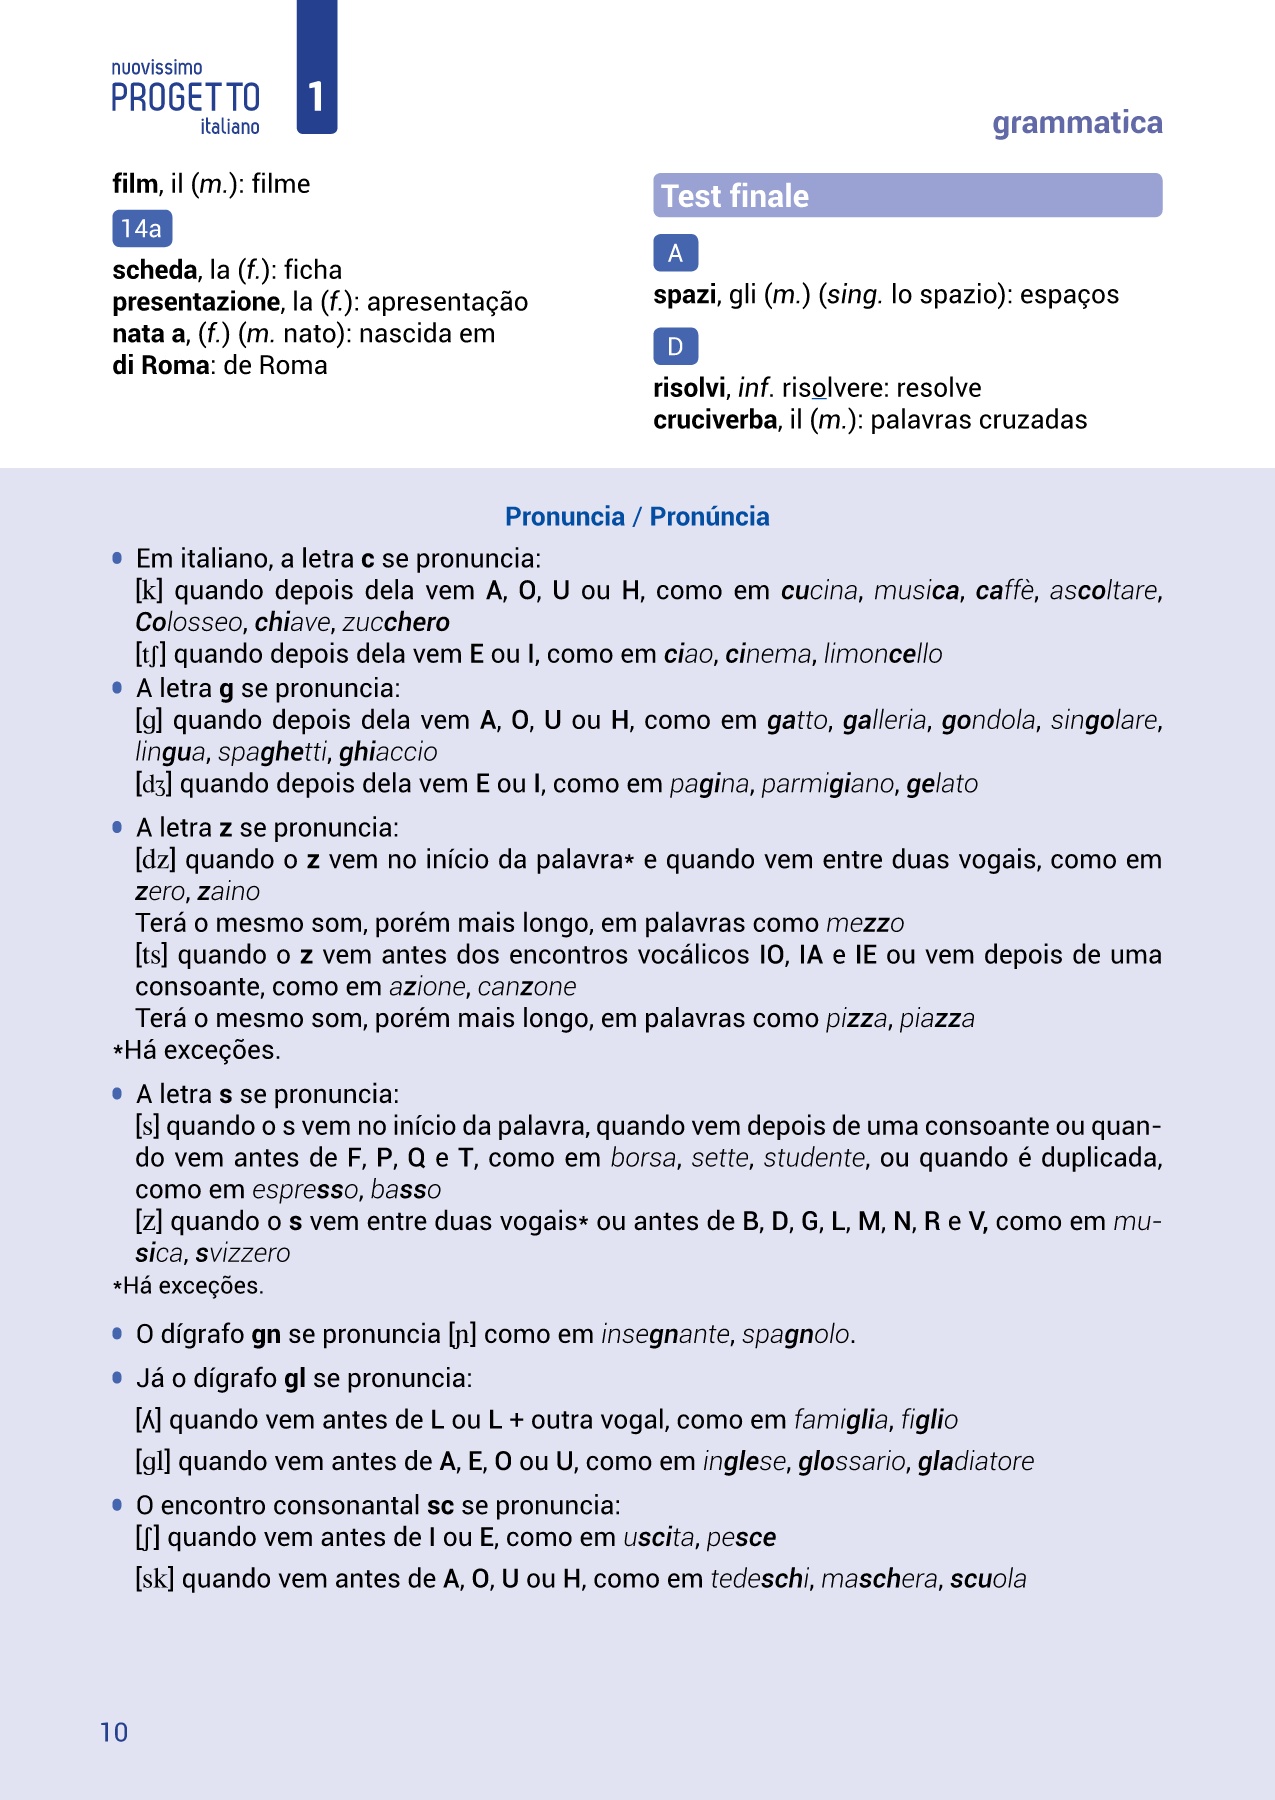 nuovissimo
PROGETTO
italiano
1
grammatica
film, il (m.): filme
14a
scheda, la (f.): ficha
presentazione, la (f.): apresentação
nata a, (f.) (m. nato): nascida em
di Roma: de Roma
Test finale
A
spazi, gli (m.) (sing. lo spazio): espaços
D
risolvi, inf. risolvere: resolve
cruciverba, il (m.): palavras cruzadas
Pronuncia / Pronúncia
• Em italiano, a letra c se pronuncia:
[k] quando depois dela vem A, O, U ou H, como em cucina, musica, caffè, ascoltare,
Colosseo, chiave, zucchero
[tʃ] quando depois dela vem E ou I, como em ciao, cinema, limoncello
• A letra g se pronuncia:
[g] quando depois dela vem A, O, U ou H, como em gatto, galleria, gondola, singolare,
lingua, spaghetti, ghiaccio
[dʒ] quando depois dela vem E ou I, como em pagina, parmigiano, gelato
• A letra z se pronuncia:
[dz] quando o z vem no início da palavra* e quando vem entre duas vogais, como em
zero, zaino
Terá o mesmo som, porém mais longo, em palavras como mezzo
[ts] quando o z vem antes dos encontros vocálicos IO, IA e IE ou vem depois de uma
consoante, como em azione, canzone
Terá o mesmo som, porém mais longo, em palavras como pizza, piazza
*Há exceções.
• A letra s se pronuncia:
[s] quando o s vem no início da palavra, quando vem depois de uma consoante ou quan-
do vem antes de F, P, Q e T, como em borsa, sette, studente, ou quando é duplicada,
como em espresso, basso
[z] quando o s vem entre duas vogais* ou antes de B, D, G, L, M, N, R e V, como em mu-
sica, svizzero
*Há exceções.
• O dígrafo gn se pronuncia [ɲ] como em insegnante, spagnolo.
• Já o dígrafo gl se pronuncia:
[ʎ] quando vem antes de L ou L + outra vogal, como em famiglia, figlio
[gl] quando vem antes de A, E, O ou U, como em inglese, glossario, gladiatore
• O encontro consonantal sc se pronuncia:
[ʃ] quando vem antes de I ou E, como em uscita, pesce
[sk] quando vem antes de A, O, U ou H, como em tedeschi, maschera, scuola
10